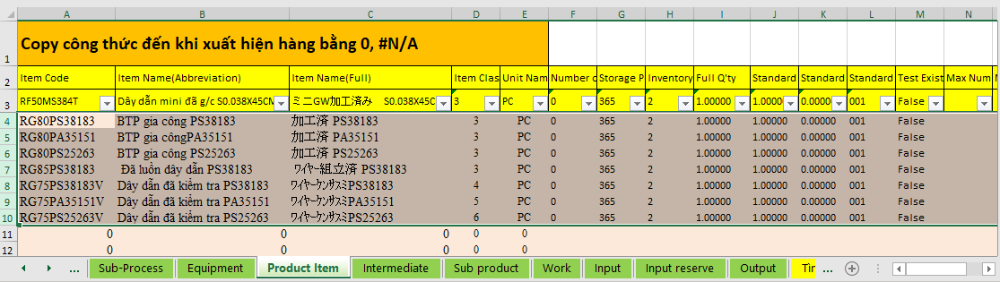 A B C D E F G H I J K L M N
1 Copy công thức đến khi xuất hiện hàng bằng 0, #N/A
2 Item Code Item Name(Abbreviation) Item Name(Full) Item Clas Unit Nam Number o Storage P Inventory Full Q'ty Standard Standard Standard Test Exist Max Num
3 RF50MS384T Dây dẫn mini đã g/c S0.038X45CM ミニGW加工済み S0.038X45C 3 PC 0 365 2 1.00000 1.0000 0.0000 001 False
4 RG80PS38183 BTP gia công PS38183 加工済 PS38183 3 PC 0 365 2 1.00000 1.00000 0.00000 001 False
5 RG80PA35151 BTP gia côngPA35151 加工済 PA35151 3 PC 0 365 2 1.00000 1.00000 0.00000 001 False
6 RG80PS25263 BTP gia công PS25263 加工済 PS25263 3 PC 0 365 2 1.00000 1.00000 0.00000 001 False
7 RG85PS38183 Đã luồn dây dẫn PS38183 ﾜｲﾔｰ組立済 PS38183 3 PC 0 365 2 1.00000 1.00000 0.00000 001 False
8 RG75PS38183V Dây dẫn đã kiểm tra PS38183 ﾜｲﾔｰｹﾝｻｽﾐPS38183 4 PC 0 365 2 1.00000 1.00000 0.00000 001 False
9 RG75PA35151V Dây dẫn đã kiểm tra PA35151 ﾜｲﾔｰｹﾝｻｽﾐPA35151 5 PC 0 365 2 1.00000 1.00000 0.00000 001 False
10 RG75PS25263V Dây dẫn đã kiểm tra PS25263 ﾜｲﾔｰｹﾝｻｽﾐPS25263 6 PC 0 365 2 1.00000 1.00000 0.00000 001 False
11 0 0 0 0 0
12 0 0 0 0 0
... Sub-Process Equipment Product Item Intermediate Sub product Work Input Input reserve Output Tir ...